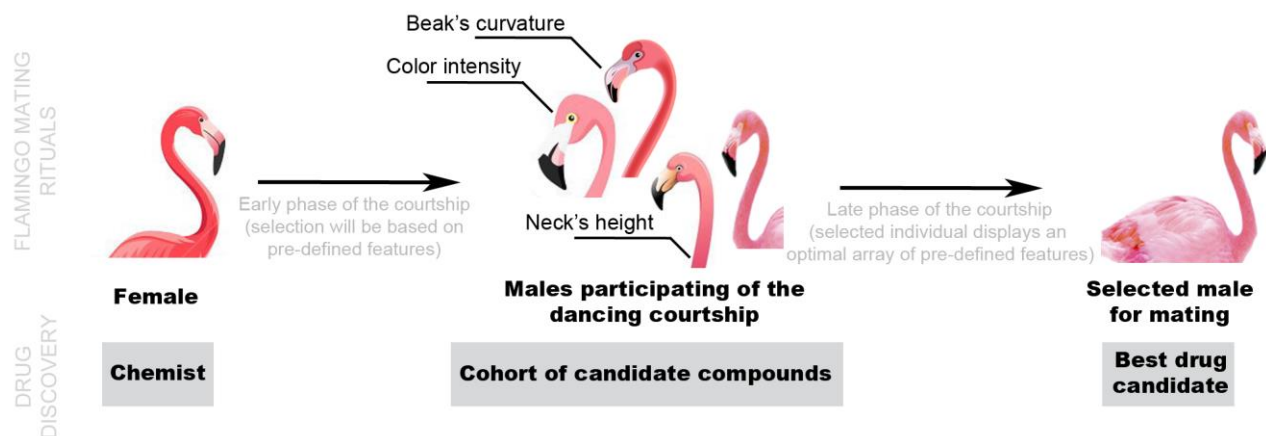 FLAMINGO MATING
RITUALS
Beak's curvature
Color intensity
Neck's height
Early phase of the courtship
(selection will be based on
pre-defined features)
Late phase of the courtship
(selected individual displays an
optimal array of pre-defined features)
Female
Males participating of the
dancing courtship
Selected male
for mating
DRUG
DISCOVERY
Chemist
Cohort of candidate compounds
Best drug
candidate